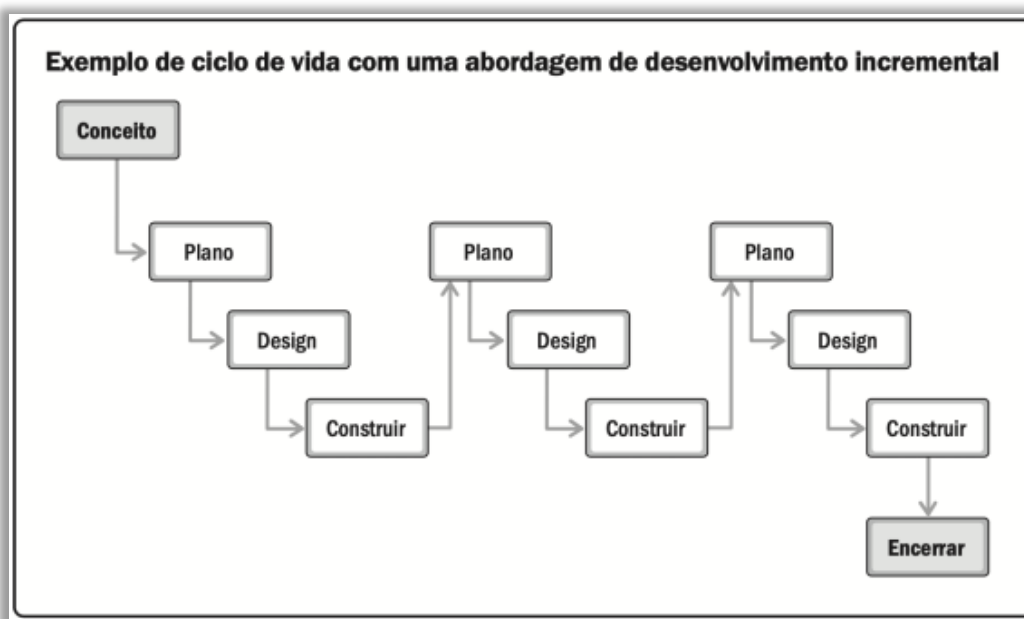 Exemplo de ciclo de vida com uma abordagem de desenvolvimento incremental
Conceito
Plano
Design
Construir
Plano
Design
Construir
Plano
Design
Construir
Encerrar